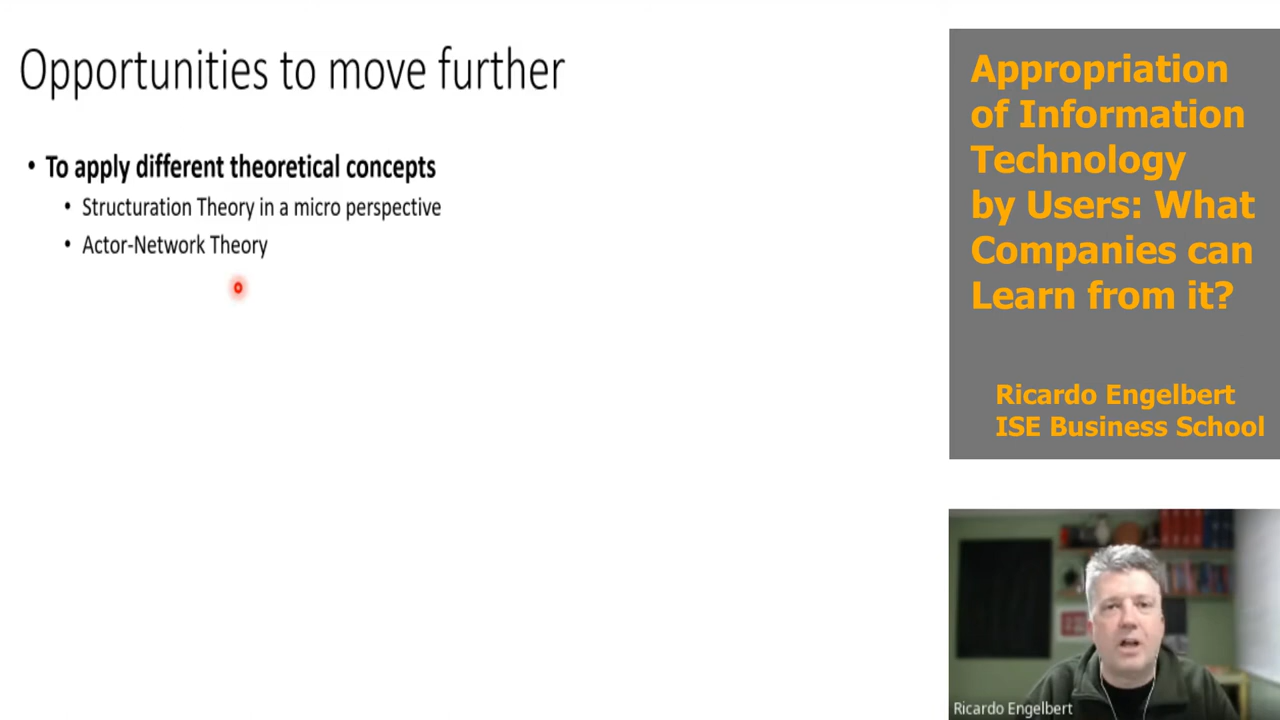 Opportunities to move further
• To apply different theoretical concepts
• Structuration Theory in a micro perspective
• Actor-Network Theory
Appropriation
of Information
Technology
by Users: What
Companies can
Learn from it?
Ricardo Engelbert
ISE Business School
Ricardo Engelbert